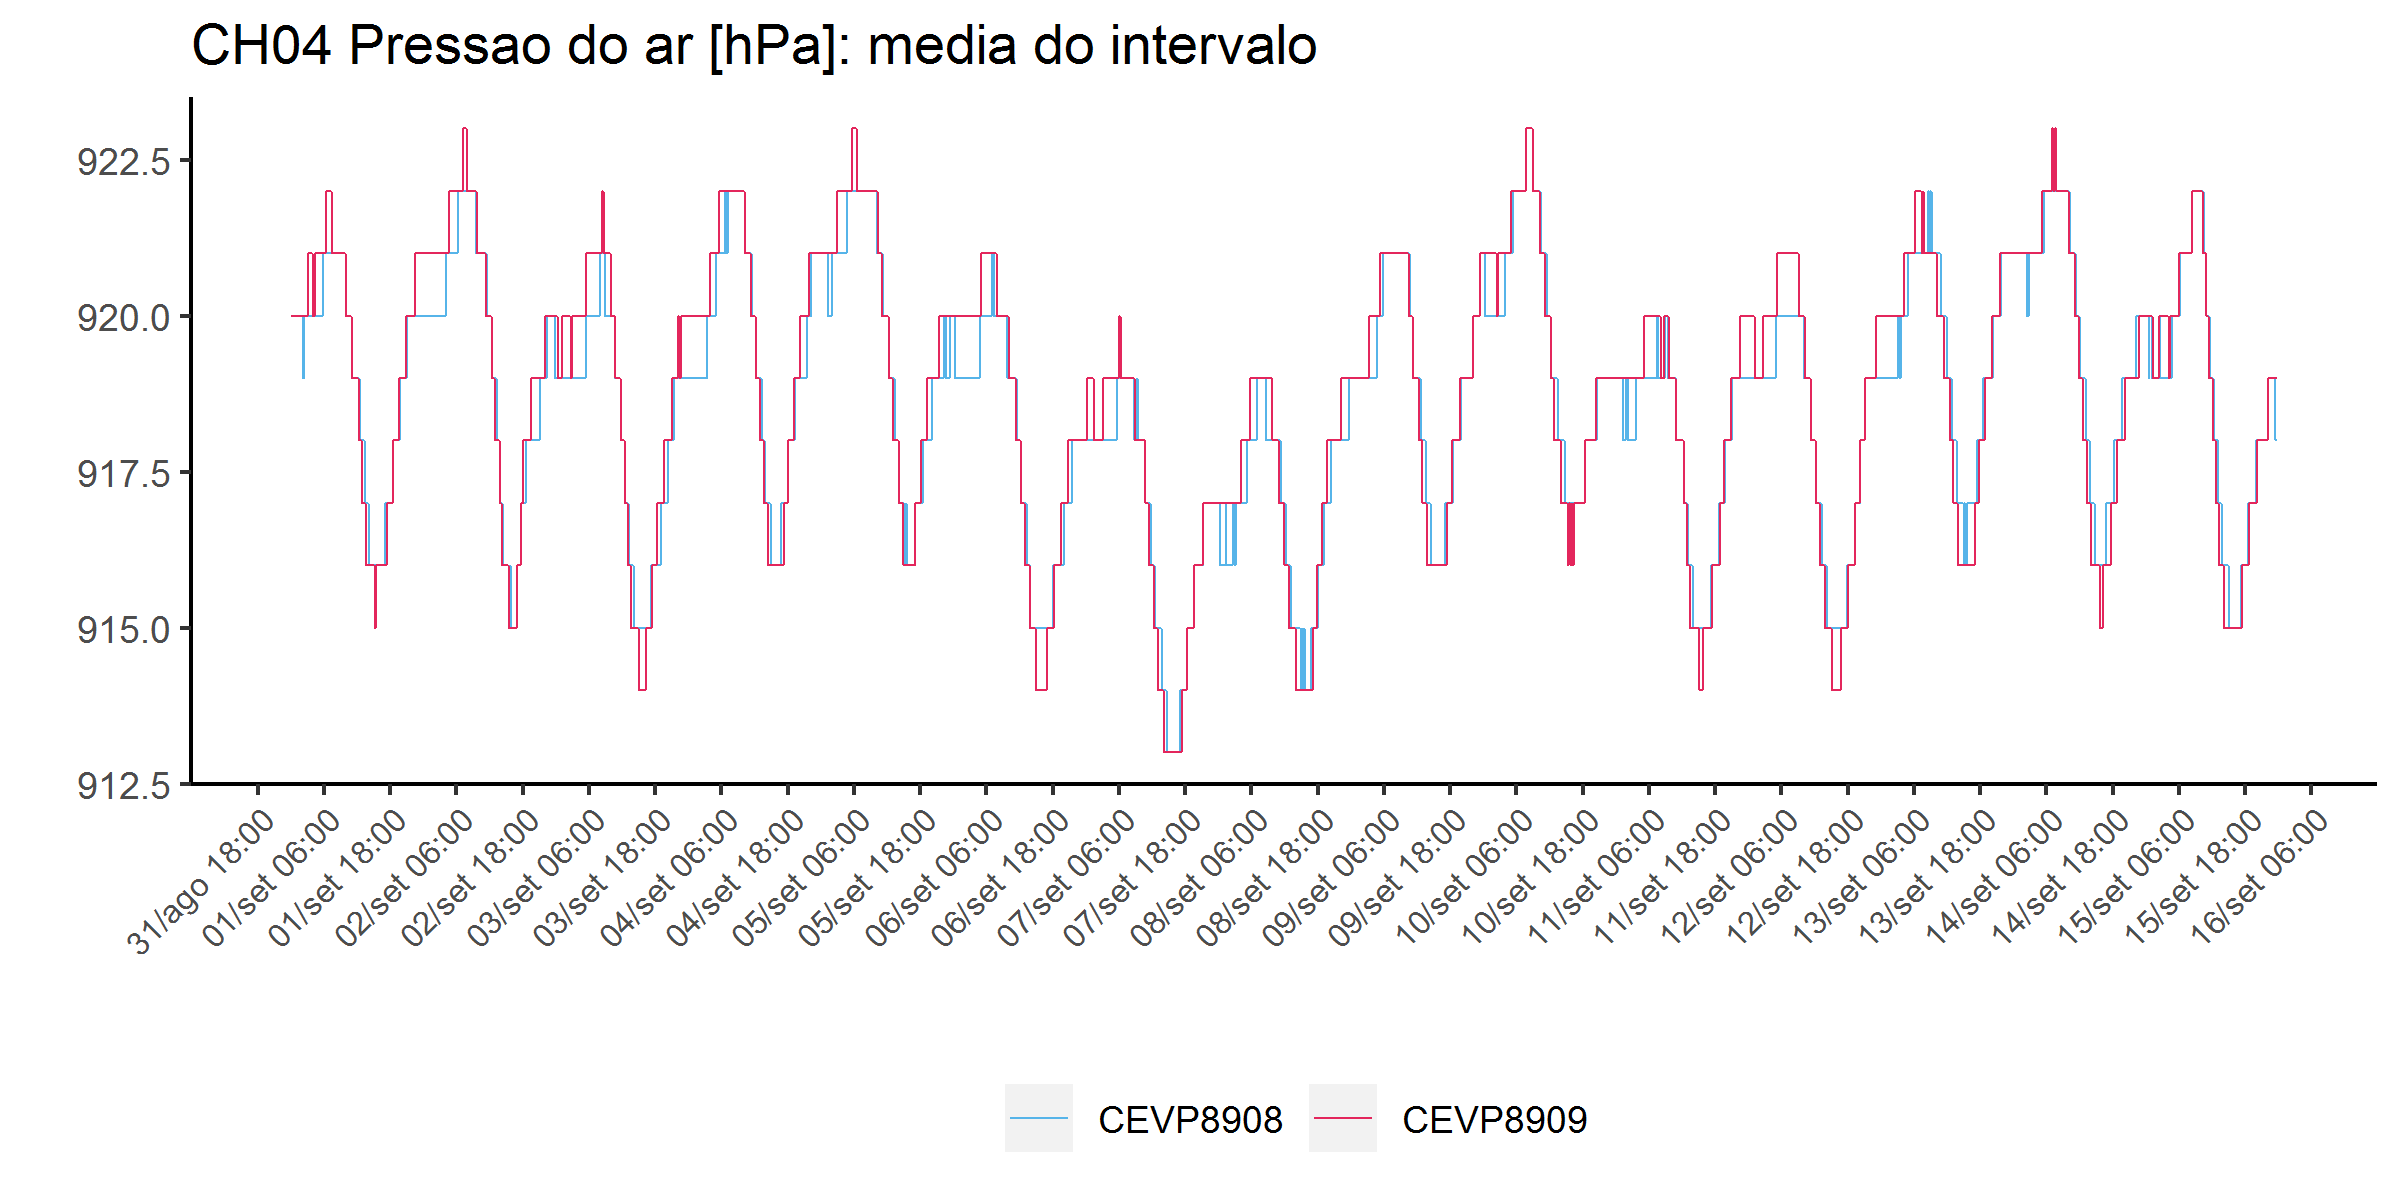 CH04 Pressao do ar [hPa]: media do intervalo
922.5
920.0
917.5
915.0
912.5
31/ago 18:00
01/set 06:00
01/set 18:00
02/set 06:00
02/set 18:00
03/set 06:00
03/set 18:00
04/set 06:00
04/set 18:00
05/set 06:00
05/set 18:00
06/set 06:00
06/set 18:00
07/set 06:00
07/set 18:00
08/set 06:00
08/set 18:00
09/set 06:00
09/set 18:00
10/set 06:00
10/set 18:00
11/set 06:00
11/set 18:00
12/set 06:00
12/set 18:00
13/set 06:00
13/set 18:00
14/set 06:00
14/set 18:00
15/set 06:00
15/set 18:00
16/set 06:00
CEVP8908
CEVP8909